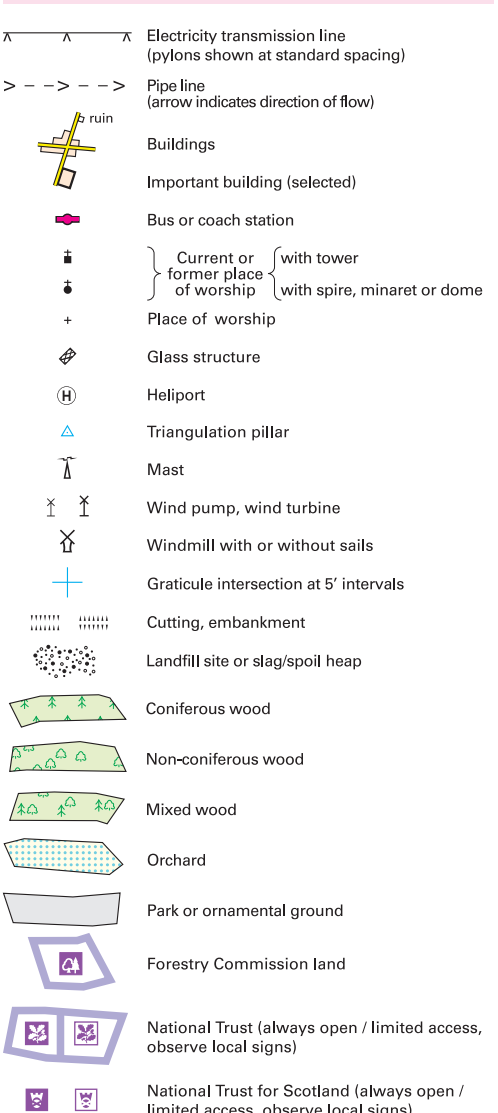 Electricity transmission line
(pylons shown at standard spacing)
Pipe line
(arrow indicates direction of flow)
ruin
Buildings
Important building (selected)
Bus or coach station
Current or
former place
of worship
with tower
with spire, minaret or dome
Place of worship
Glass structure
H
Heliport
Triangulation pillar
Mast
Wind pump, wind turbine
Windmill with or without sails
Graticule intersection at 5′ intervals
Cutting, embankment
Landfill site or slag/spoil heap
Coniferous wood
Non-coniferous wood
Mixed wood
Orchard
Park or ornamental ground
Forestry Commission land
National Trust (always open / limited access,
observe local signs)
National Trust for Scotland (always open /
limited access, observe local signs)